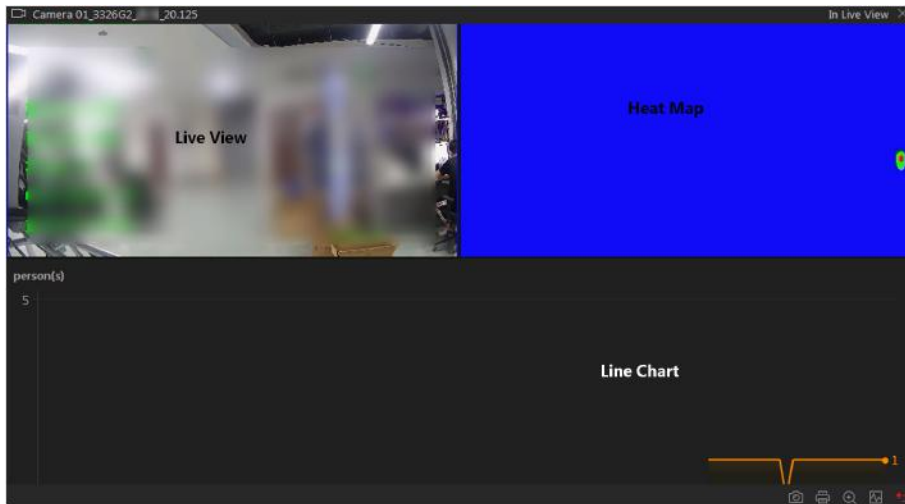 Camera 01_3326G2_ _20.125
In Live View
Live View
Heat Map
person(s)
5
Line Chart
1